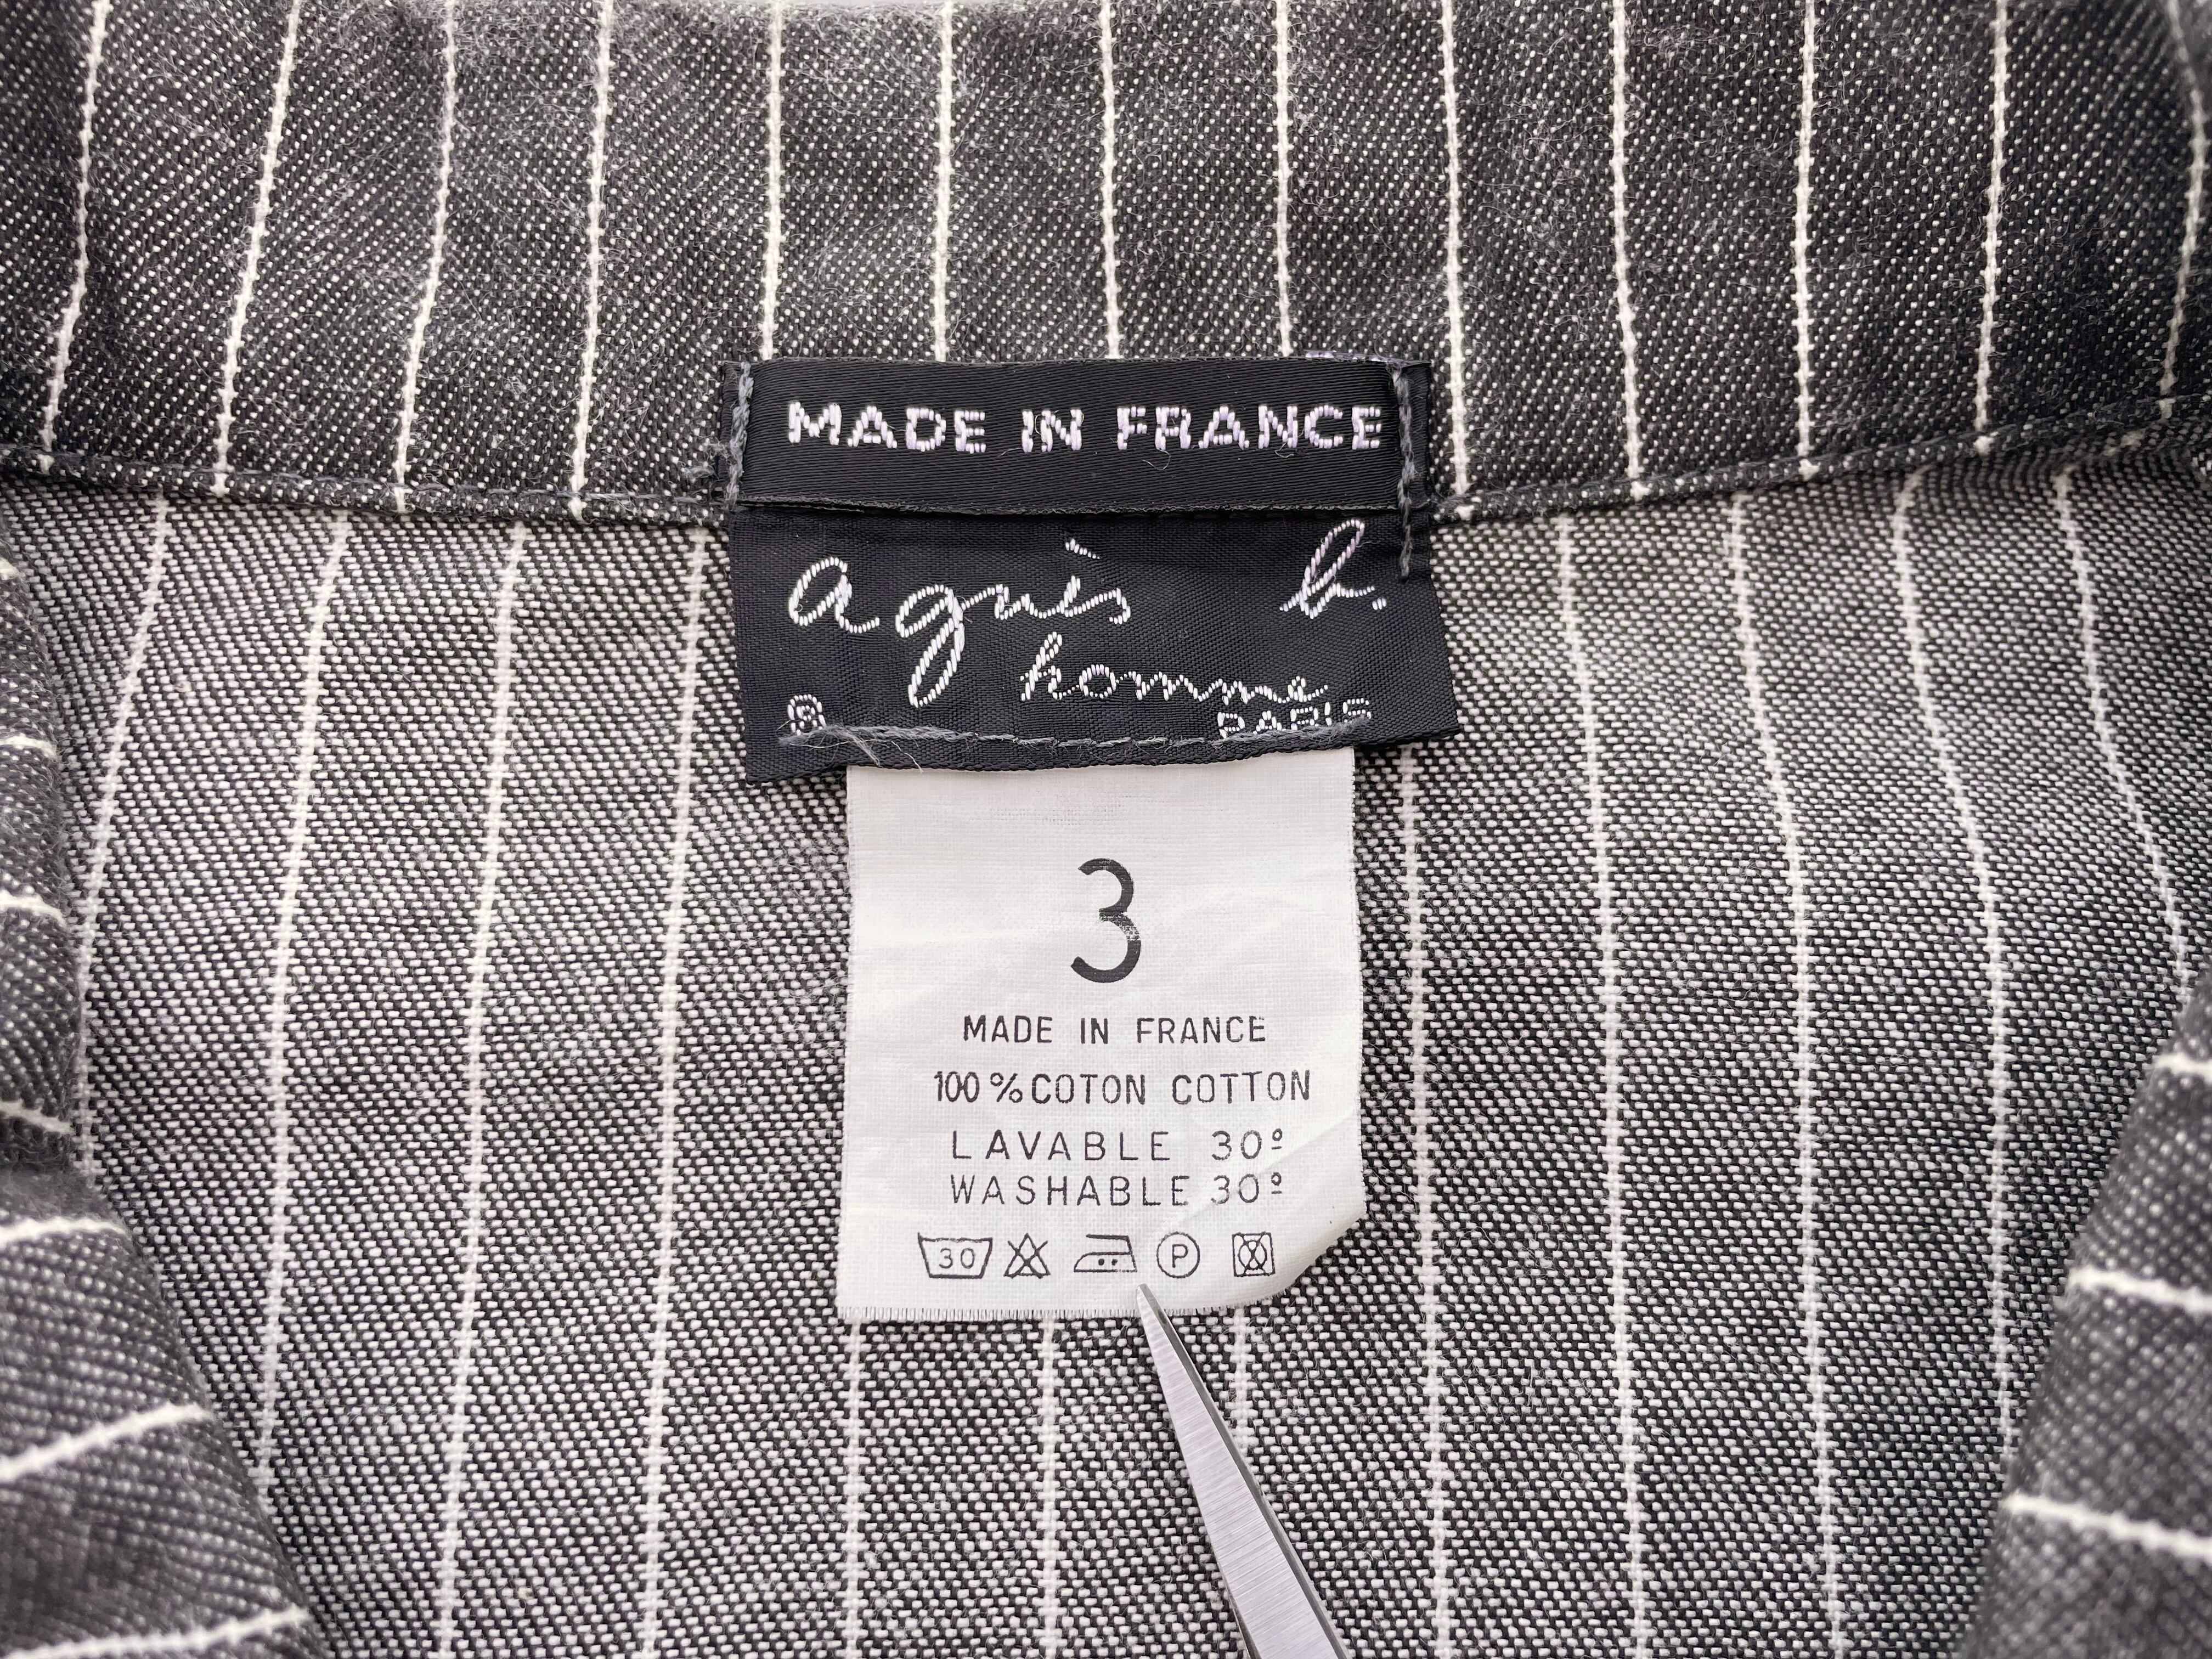 MADE IN FRANCE
agnès b.
homme
® PARIS
3
MADE IN FRANCE
100% COTON COTTON
LAVABLE 30º
WASHABLE 30º
30 P